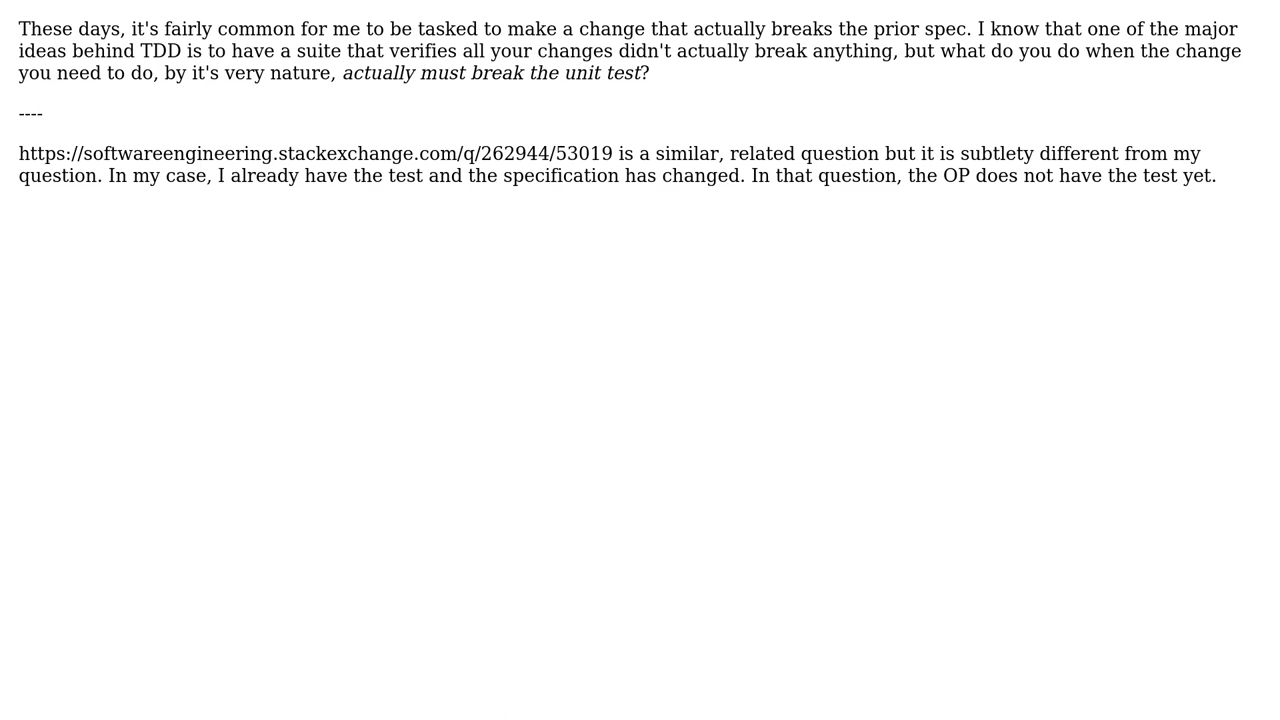 These days, it's fairly common for me to be tasked to make a change that actually breaks the prior spec. I know that one of the major
ideas behind TDD is to have a suite that verifies all your changes didn't actually break anything, but what do you do when the change
you need to do, by it's very nature, actually must break the unit test?
----
https://softwareengineering.stackexchange.com/q/262944/53019 is a similar, related question but it is subtlety different from my
question. In my case, I already have the test and the specification has changed. In that question, the OP does not have the test yet.